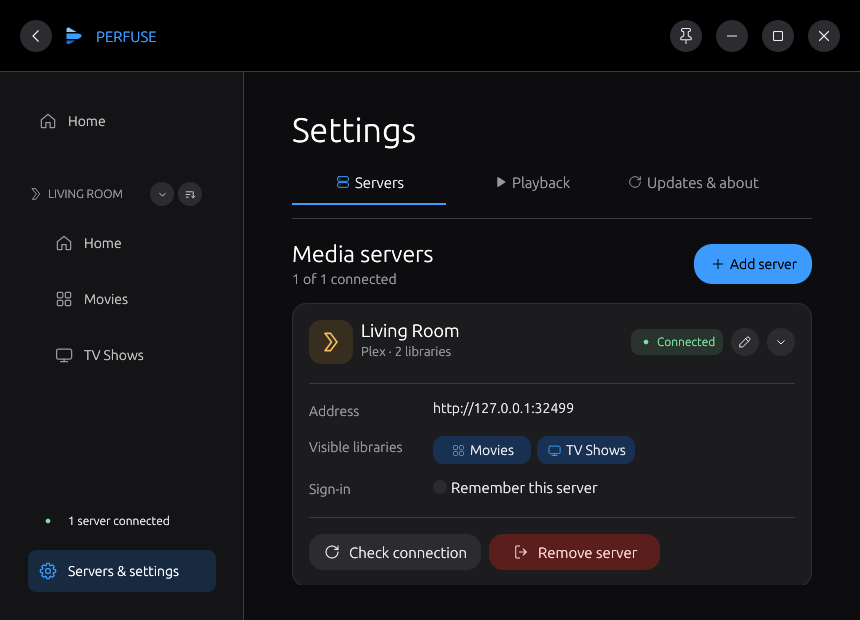 PERFUSE
Home
LIVING ROOM
Home
Movies
TV Shows
1 server connected
Servers & settings
Settings
Servers
Playback
Updates & about
Media servers
1 of 1 connected
+ Add server
Living Room
Plex · 2 libraries
Connected
Address
http://127.0.0.1:32499
Visible libraries
Movies
TV Shows
Sign-in
Remember this server
Check connection
Remove server